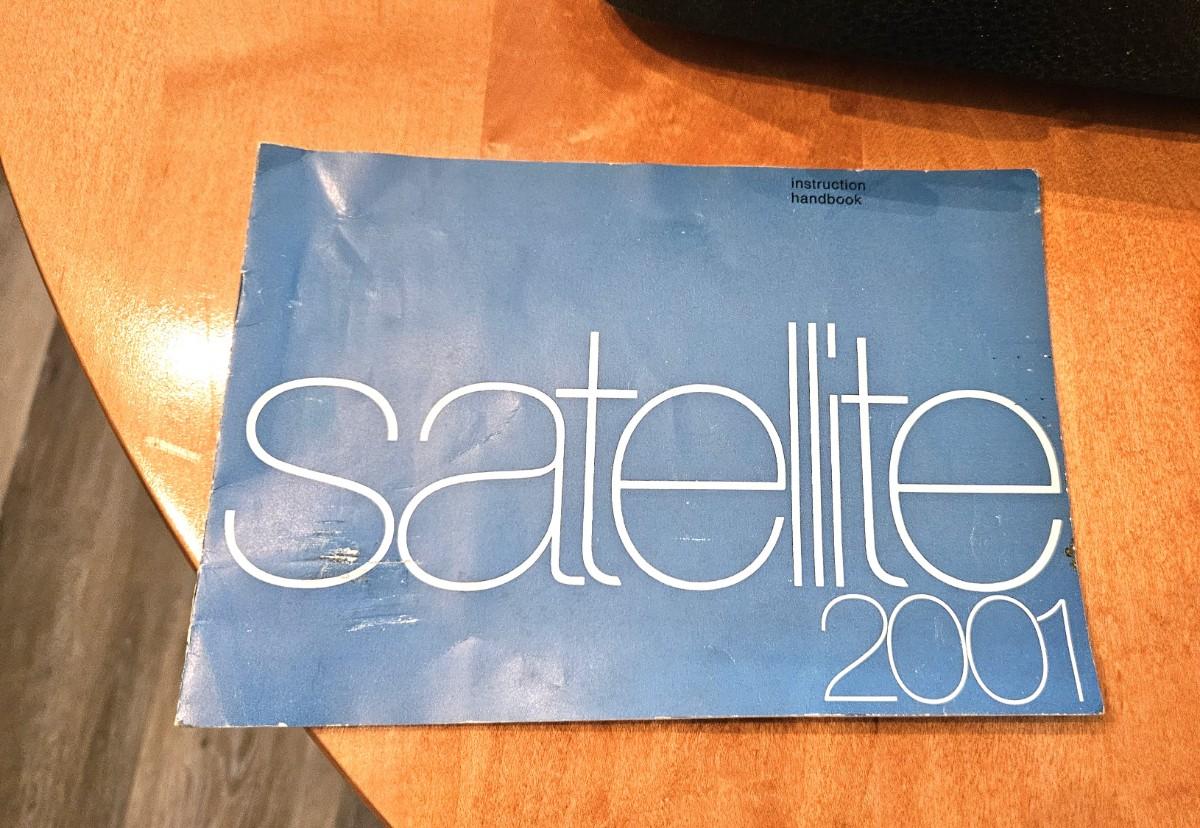 instruction
handbook
satellite
2001